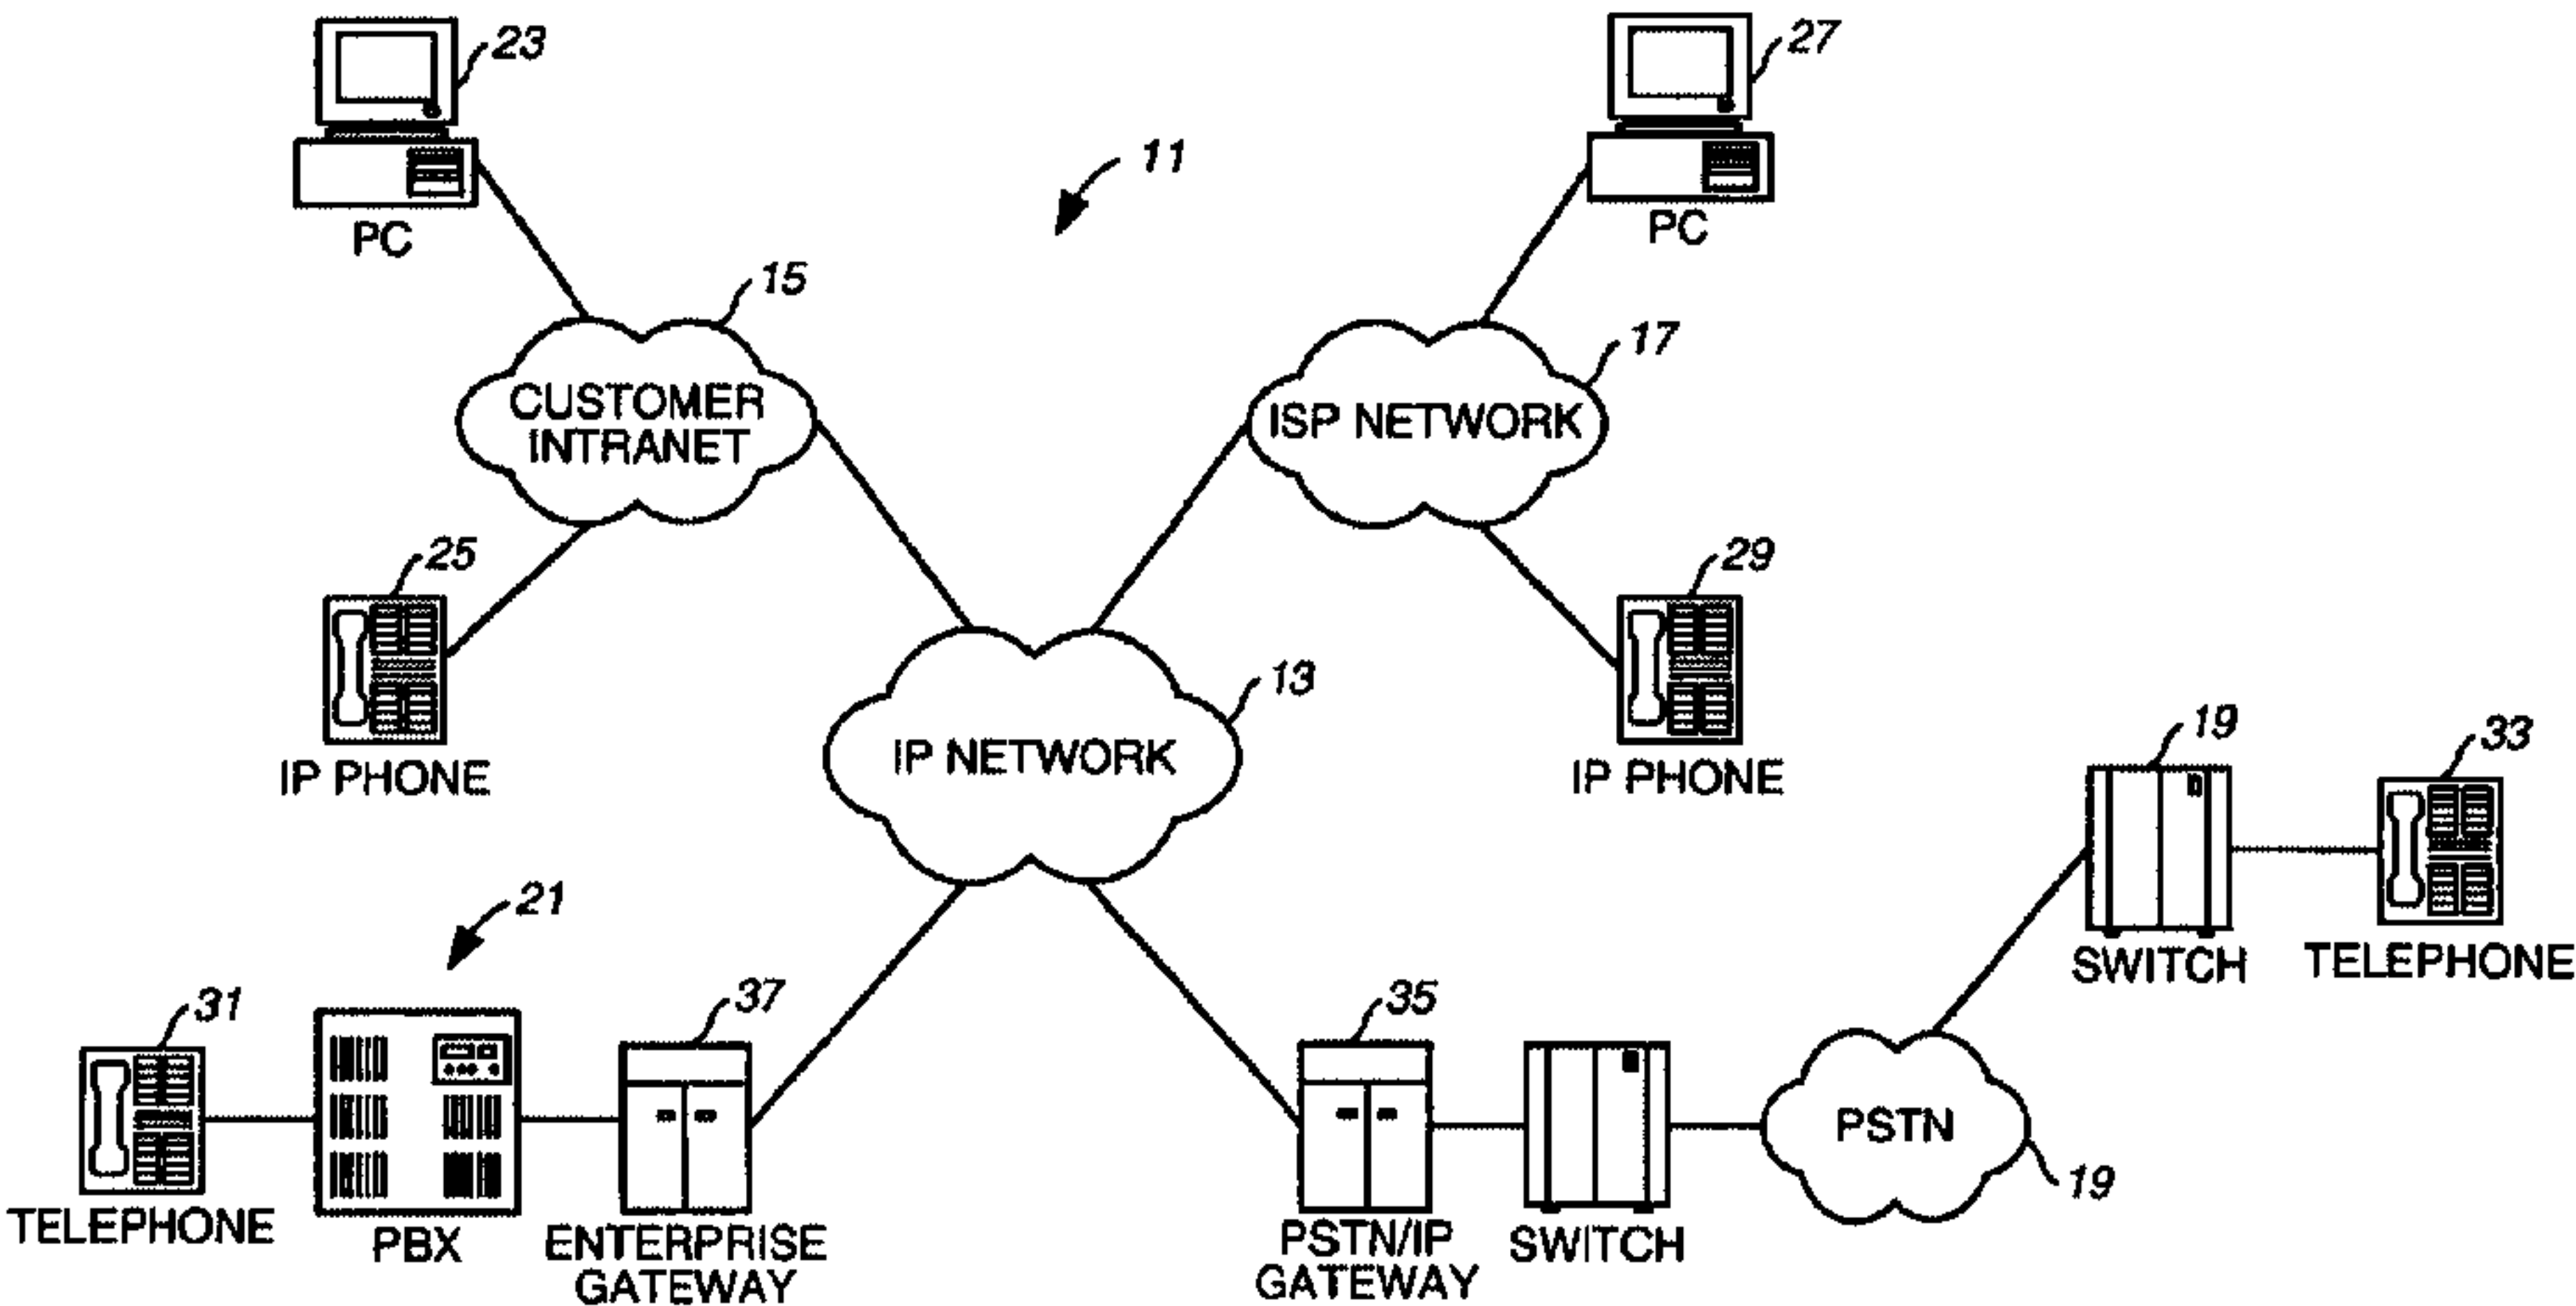 23
27
11
PC
PC
15
17
CUSTOMER
INTRANET
ISP NETWORK
25
29
13
IP NETWORK
19
33
IP PHONE
IP PHONE
21
SWITCH
TELEPHONE
31
37
35
PSTN
19
TELEPHONE
PBX
ENTERPRISE
GATEWAY
PSTN/IP
GATEWAY
SWITCH